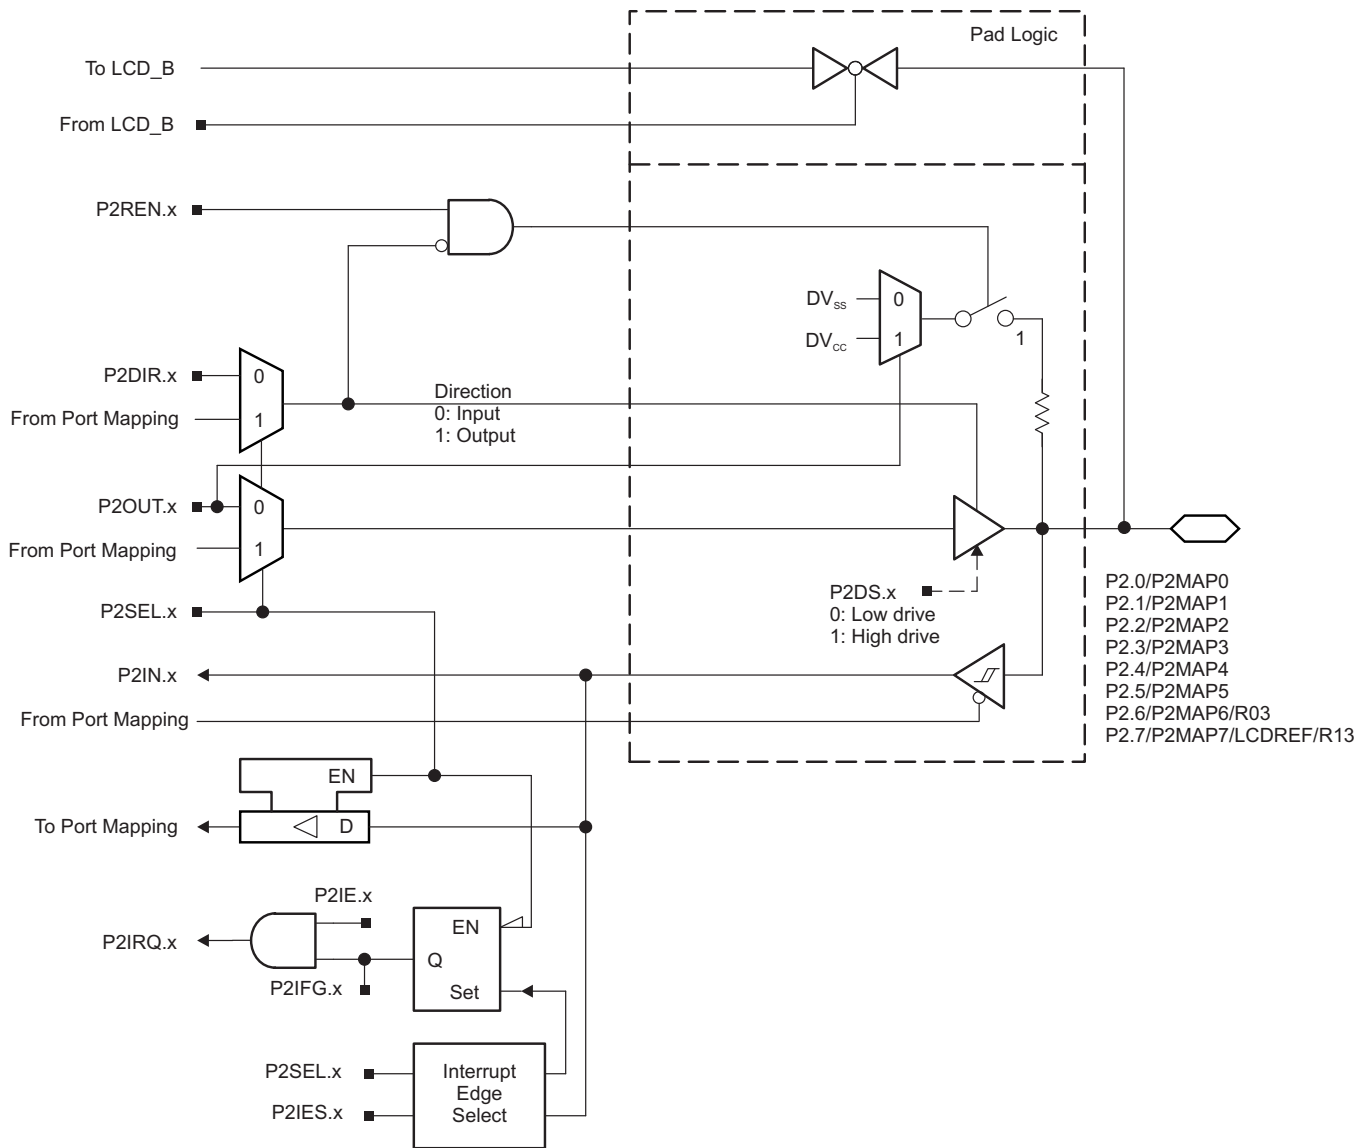 Pad Logic
To LCD_B
From LCD_B
P2REN.x
DVSS
0
DVCC
1
1
P2DIR.x
0
From Port Mapping
1
Direction
0: Input
1: Output
P2OUT.x
0
From Port Mapping
1
P2SEL.x
P2DS.x
0: Low drive
1: High drive
P2.0/P2MAP0
P2.1/P2MAP1
P2.2/P2MAP2
P2.3/P2MAP3
P2.4/P2MAP4
P2.5/P2MAP5
P2.6/P2MAP6/R03
P2.7/P2MAP7/LCDREF/R13
P2IN.x
From Port Mapping
EN
To Port Mapping
D
P2IE.x
P2IRQ.x
EN
Q
P2IFG.x
Set
P2SEL.x
P2IES.x
Interrupt
Edge
Select